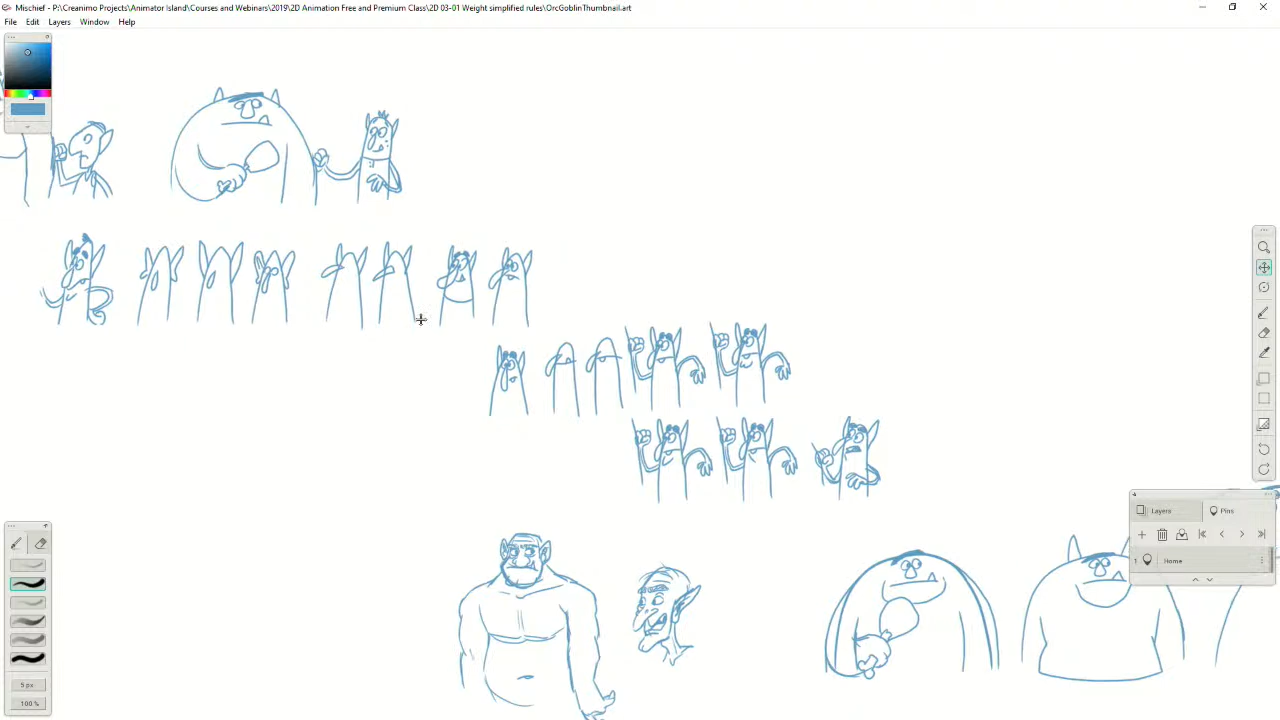 Mischief - P:\Creanimo Projects\Animator Island\Courses and Webinars\2019\2D Animation Free and Premium Class\2D 03-01 Weight simplified rules\OrcGoblinThumbnail.art
File Edit Layers Window Help
Layers Pins
1 Home
5 px
100 %